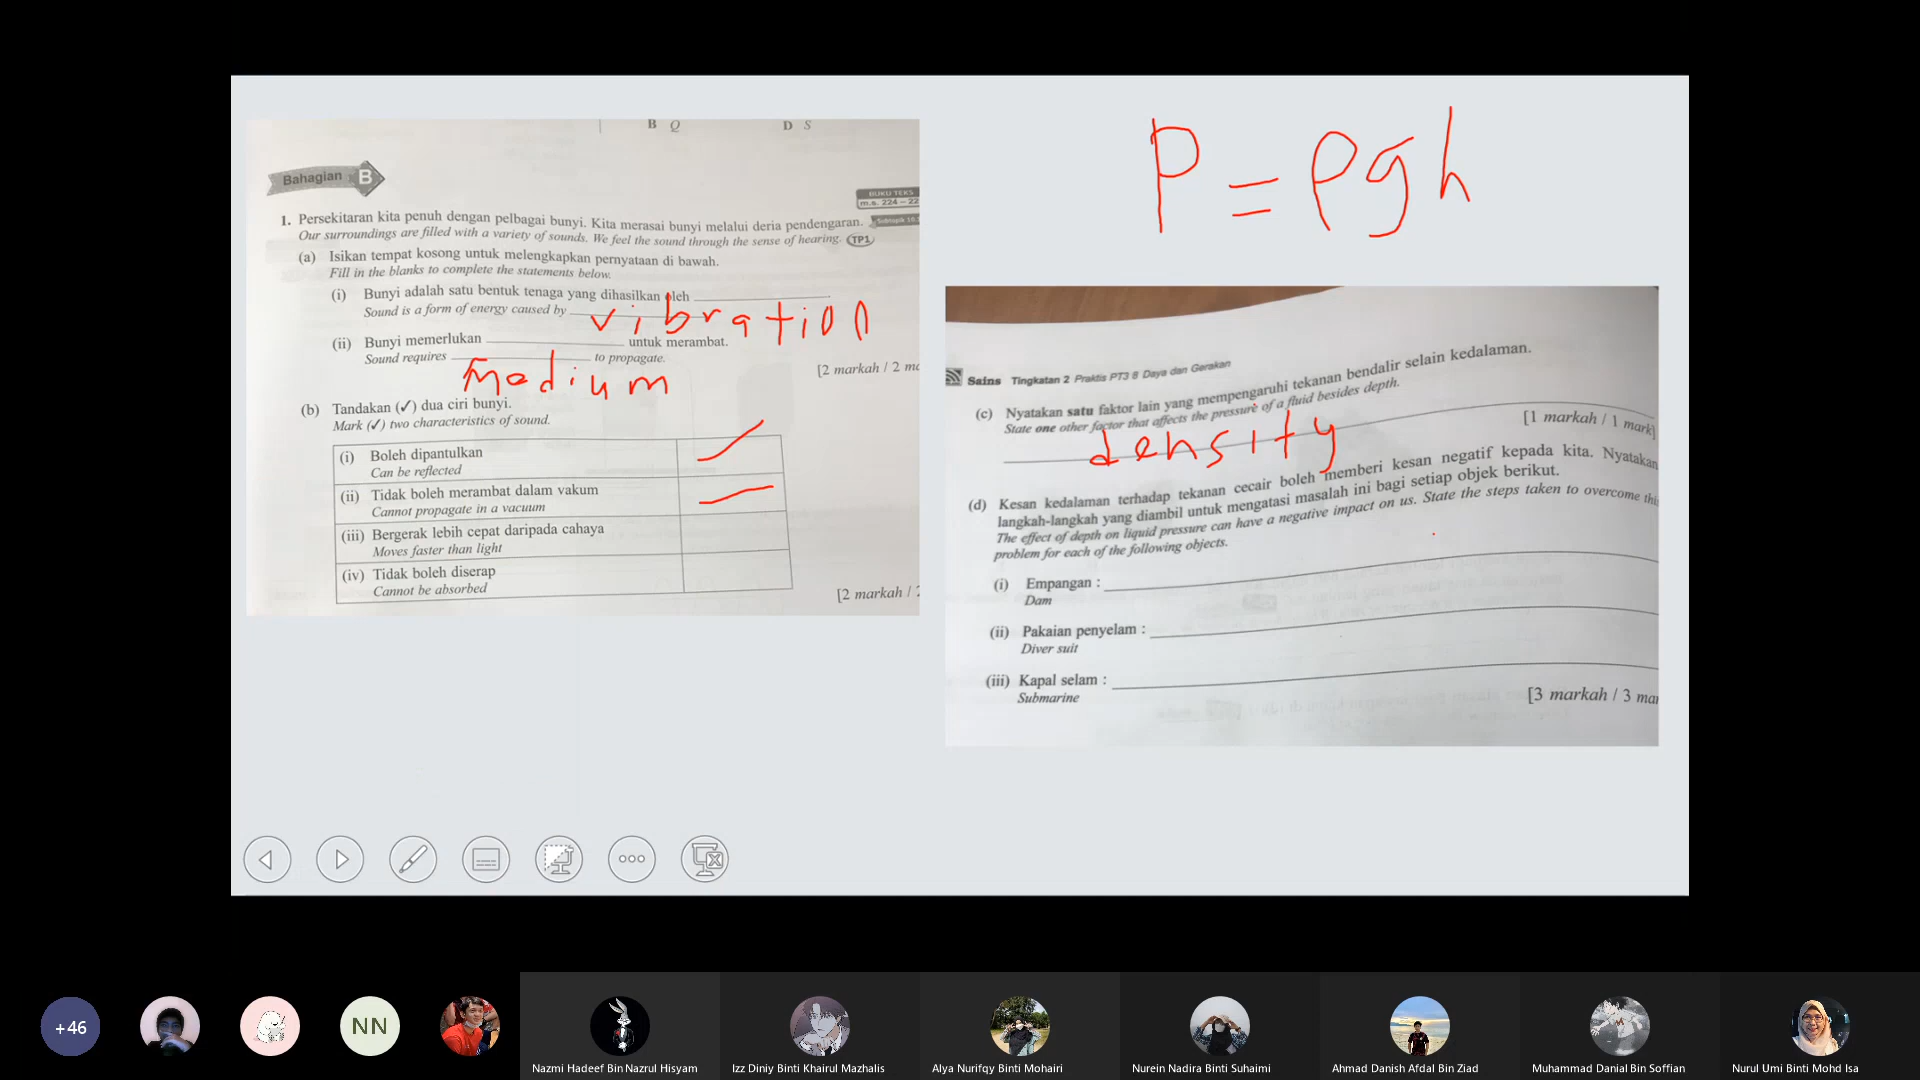 B Q D S
Bahagian B
BUKU TEKS
m.s. 224 – 22
1. Persekitaran kita penuh dengan pelbagai bunyi. Kita merasai bunyi melalui deria pendengaran.
Our surroundings are filled with a variety of sounds. We feel the sound through the sense of hearing. TP1
(a) Isikan tempat kosong untuk melengkapkan pernyataan di bawah.
Fill in the blanks to complete the statements below.
(i) Bunyi adalah satu bentuk tenaga yang dihasilkan oleh
Sound is a form of energy caused by vibration
(ii) Bunyi memerlukan untuk merambat.
Sound requires to propagate.
medium
[2 markah / 2 ma
(b) Tandakan (✓) dua ciri bunyi.
Mark (✓) two characteristics of sound.
(i) Boleh dipantulkan
Can be reflected
(ii) Tidak boleh merambat dalam vakum
Cannot propagate in a vacuum
(iii) Bergerak lebih cepat daripada cahaya
Moves faster than light
(iv) Tidak boleh diserap
Cannot be absorbed
[2 markah / 2
P = ρgh
Sains Tingkatan 2 Praktis PT3 8 Daya dan Gerakan
(c) Nyatakan satu faktor lain yang mempengaruhi tekanan bendalir selain kedalaman.
State one other factor that affects the pressure of a fluid besides depth.
density
[1 markah / 1 mark]
(d) Kesan kedalaman terhadap tekanan cecair boleh memberi kesan negatif kepada kita. Nyatakan
langkah-langkah yang diambil untuk mengatasi masalah ini bagi setiap objek berikut.
The effect of depth on liquid pressure can have a negative impact on us. State the steps taken to overcome this
problem for each of the following objects.
(i) Empangan :
Dam
(ii) Pakaian penyelam :
Diver suit
(iii) Kapal selam :
Submarine
[3 markah / 3 mar
+46
NN
Nazmi Hadeef Bin Nazrul Hisyam
Izz Diniy Binti Khairul Mazhalis
Alya Nurifqy Binti Mohairi
Nurein Nadira Binti Suhaimi
Ahmad Danish Afdal Bin Ziad
Muhammad Danial Bin Soffian
Nurul Umi Binti Mohd Isa